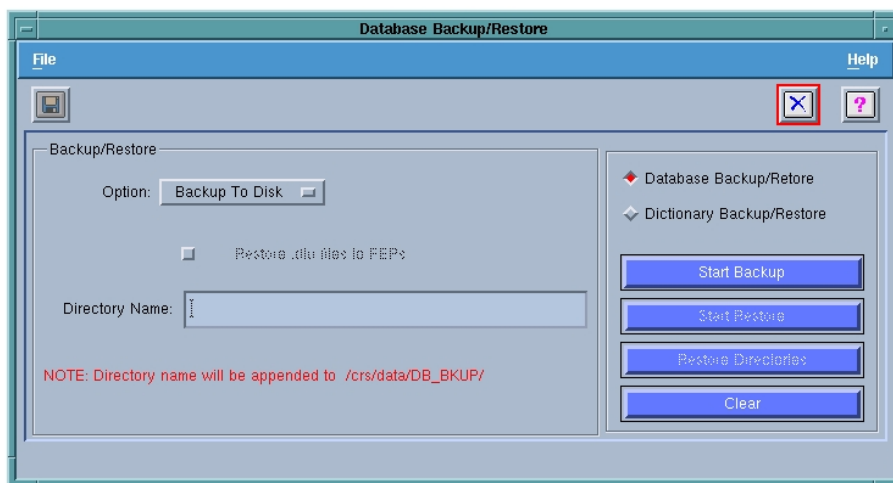 Database Backup/Restore
File Help
?
Backup/Restore
Option: Backup To Disk
Restore .diu files to FEPs
Directory Name:
NOTE: Directory name will be appended to /crs/data/DB_BKUP/
Database Backup/Retore
Dictionary Backup/Restore
Start Backup
Start Restore
Restore Directories
Clear